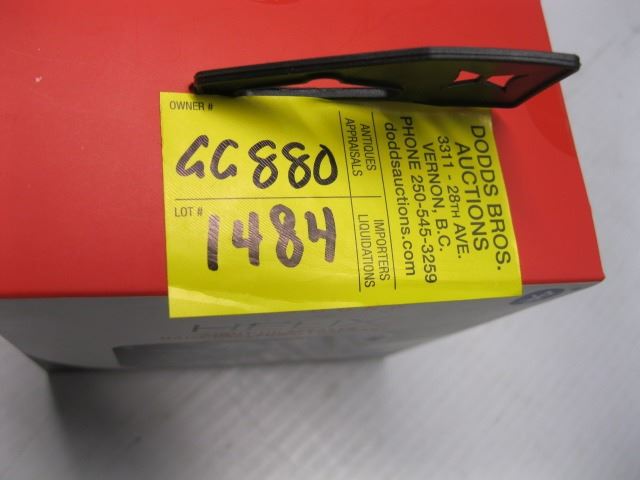 OWNER #
GG880
LOT #
1484
ANTIQUES
APPRAISALS
IMPORTERS
LIQUIDATIONS
DODDS BROS.
AUCTIONS
3311 - 28TH AVE.
VERNON, B.C.
PHONE 250-545-3259
doddsauctions.com